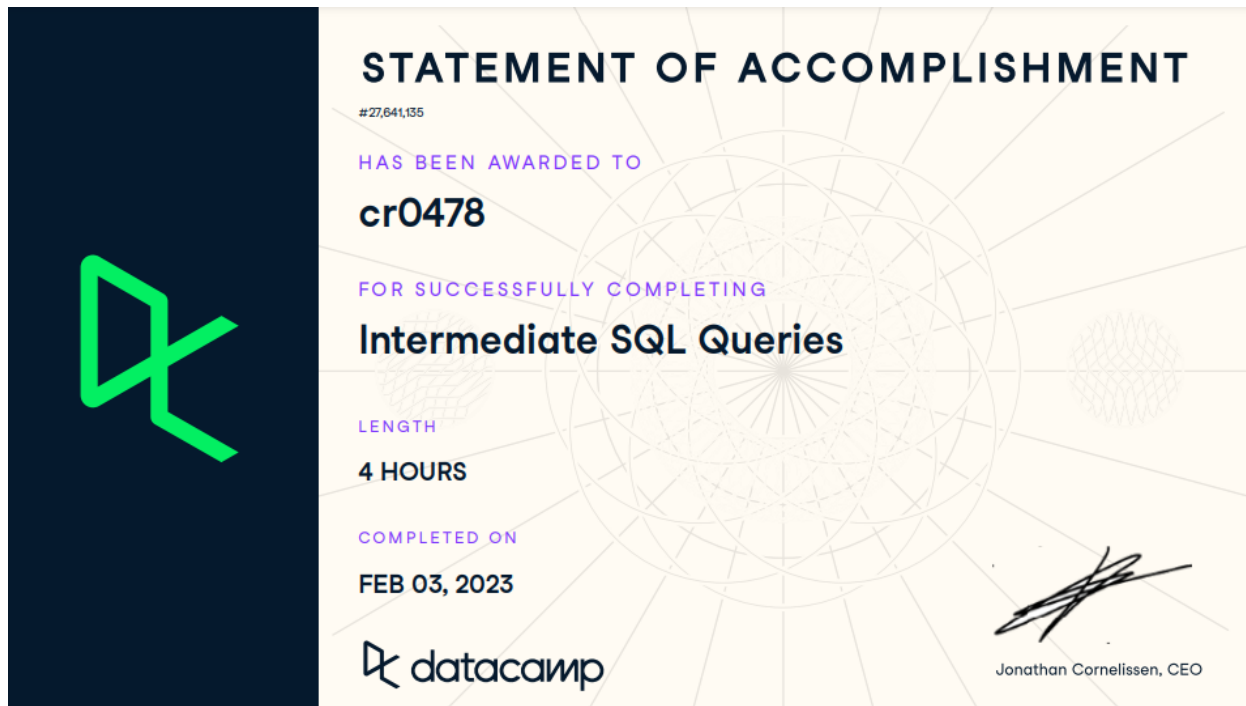 STATEMENT OF ACCOMPLISHMENT
#27,641,135
HAS BEEN AWARDED TO
cr0478
FOR SUCCESSFULLY COMPLETING
Intermediate SQL Queries
LENGTH
4 HOURS
COMPLETED ON
FEB 03, 2023
datacamp
Jonathan Cornelissen, CEO